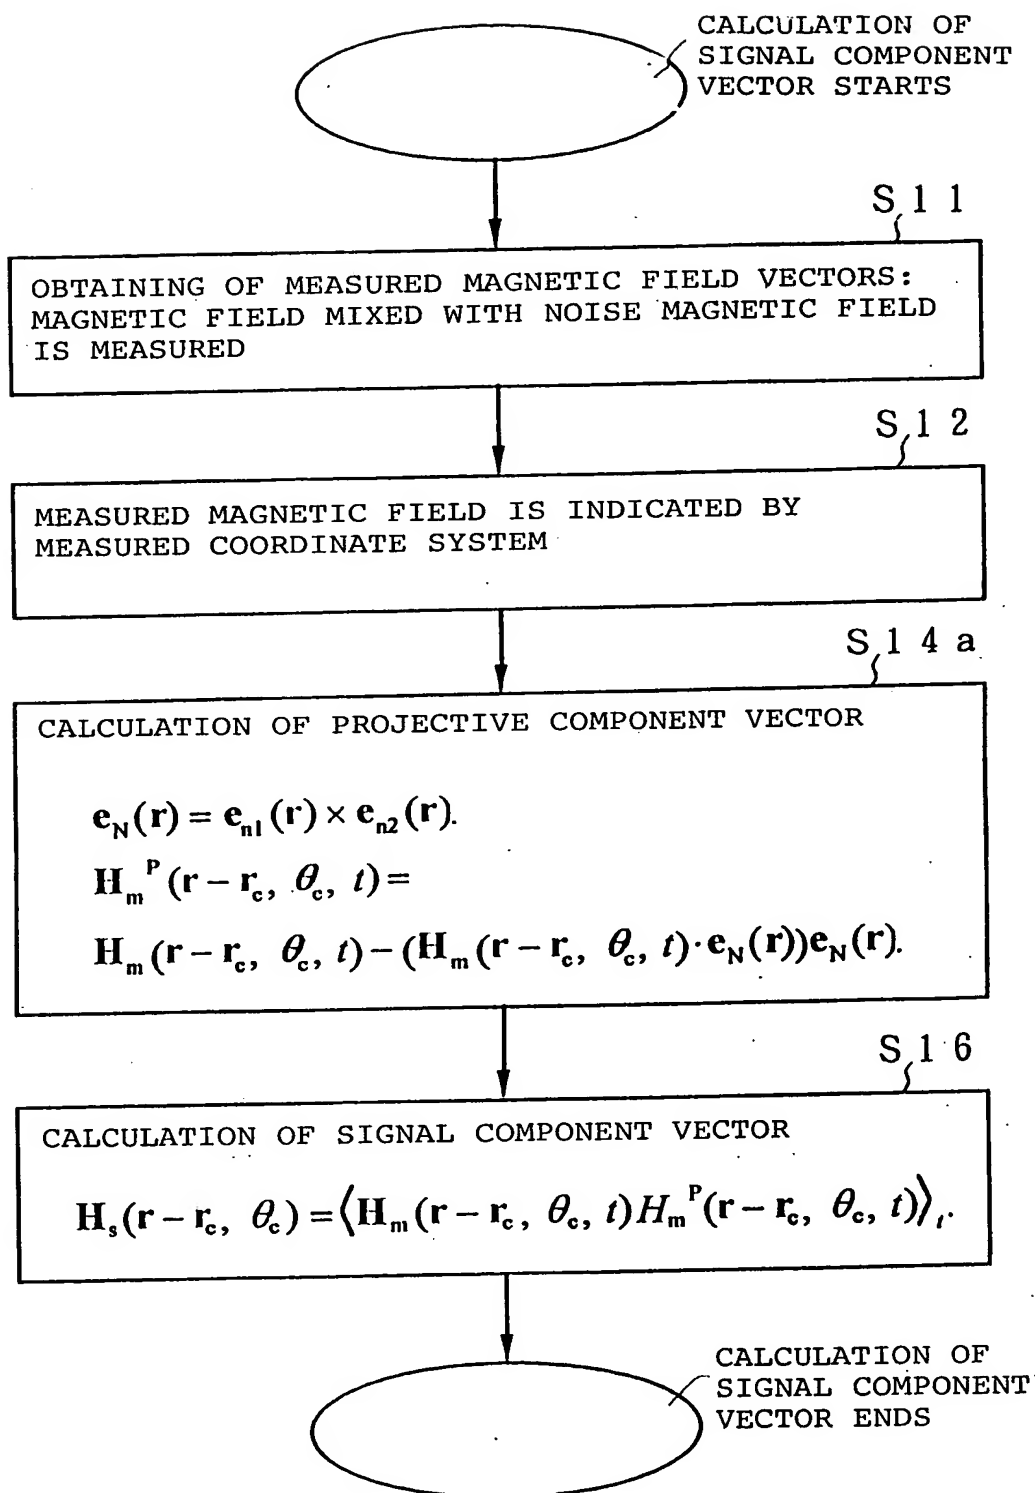 CALCULATION OF
SIGNAL COMPONENT
VECTOR STARTS
S11
OBTAINING OF MEASURED MAGNETIC FIELD VECTORS:
MAGNETIC FIELD MIXED WITH NOISE MAGNETIC FIELD
IS MEASURED
S12
MEASURED MAGNETIC FIELD IS INDICATED BY
MEASURED COORDINATE SYSTEM
S14a
CALCULATION OF PROJECTIVE COMPONENT VECTOR
e_N(r) = e_n1(r) × e_n2(r).
H_m^P(r − r_c, θ_c, t) =
H_m(r − r_c, θ_c, t) − (H_m(r − r_c, θ_c, t)·e_N(r))e_N(r).
S16
CALCULATION OF SIGNAL COMPONENT VECTOR
H_s(r − r_c, θ_c) = ⟨H_m(r − r_c, θ_c, t)H_m^P(r − r_c, θ_c, t)⟩_t.
CALCULATION OF
SIGNAL COMPONENT
VECTOR ENDS